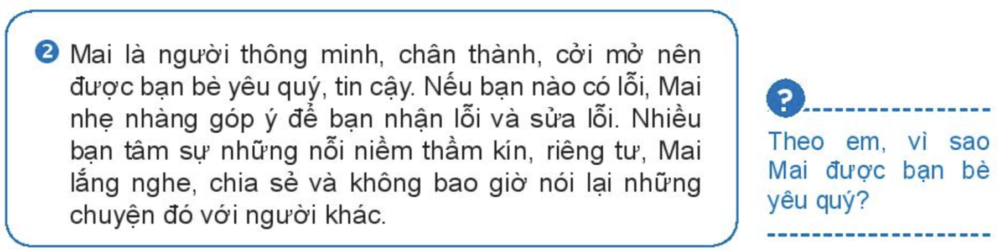 2 Mai là người thông minh, chân thành, cởi mở nên
được bạn bè yêu quý, tin cậy. Nếu bạn nào có lỗi, Mai
nhẹ nhàng góp ý để bạn nhận lỗi và sửa lỗi. Nhiều
bạn tâm sự những nỗi niềm thầm kín, riêng tư, Mai
lắng nghe, chia sẻ và không bao giờ nói lại những
chuyện đó với người khác.
?
Theo em, vì sao
Mai được bạn bè
yêu quý?